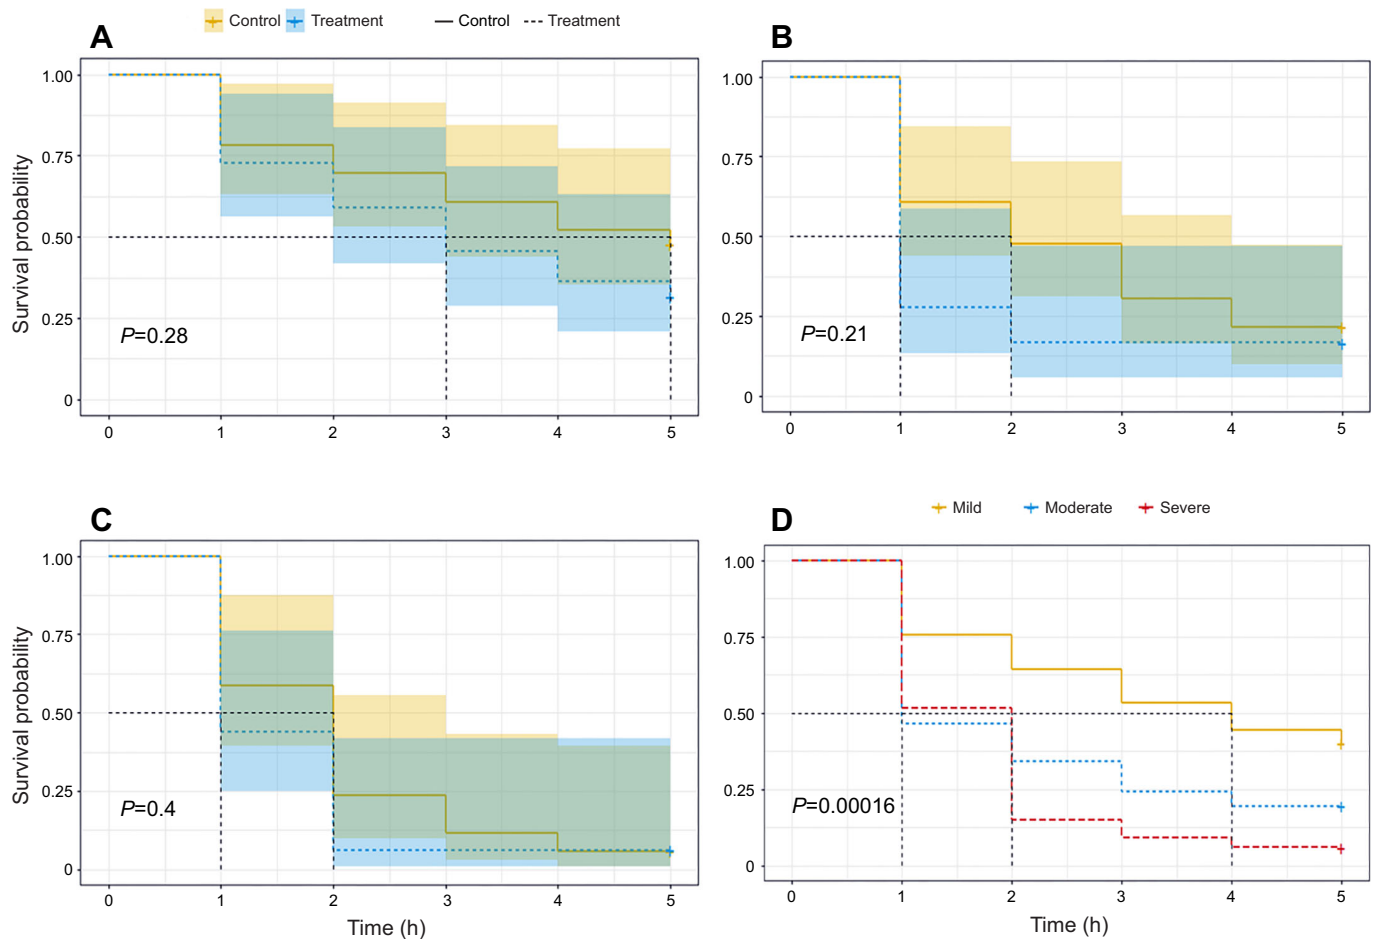 Control Treatment Control Treatment
A
Survival probability
1.00
0.75
0.50
0.25
0
P=0.28
0 1 2 3 4 5
B
1.00
0.75
0.50
0.25
0
P=0.21
0 1 2 3 4 5
C
Survival probability
1.00
0.75
0.50
0.25
0
P=0.4
0 1 2 3 4 5
Time (h)
Mild Moderate Severe
D
1.00
0.75
0.50
0.25
0
P=0.00016
0 1 2 3 4 5
Time (h)